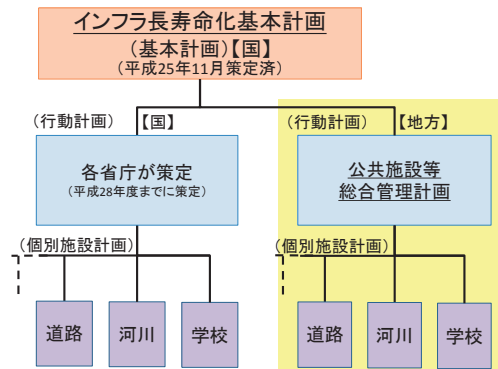 インフラ長寿命化基本計画
(基本計画)【国】
(平成25年11月策定済)
(行動計画) 【国】
各省庁が策定
(平成28年度までに策定)
(個別施設計画)
道路
河川
学校
(行動計画) 【地方】
公共施設等
総合管理計画
(個別施設計画)
道路
河川
学校